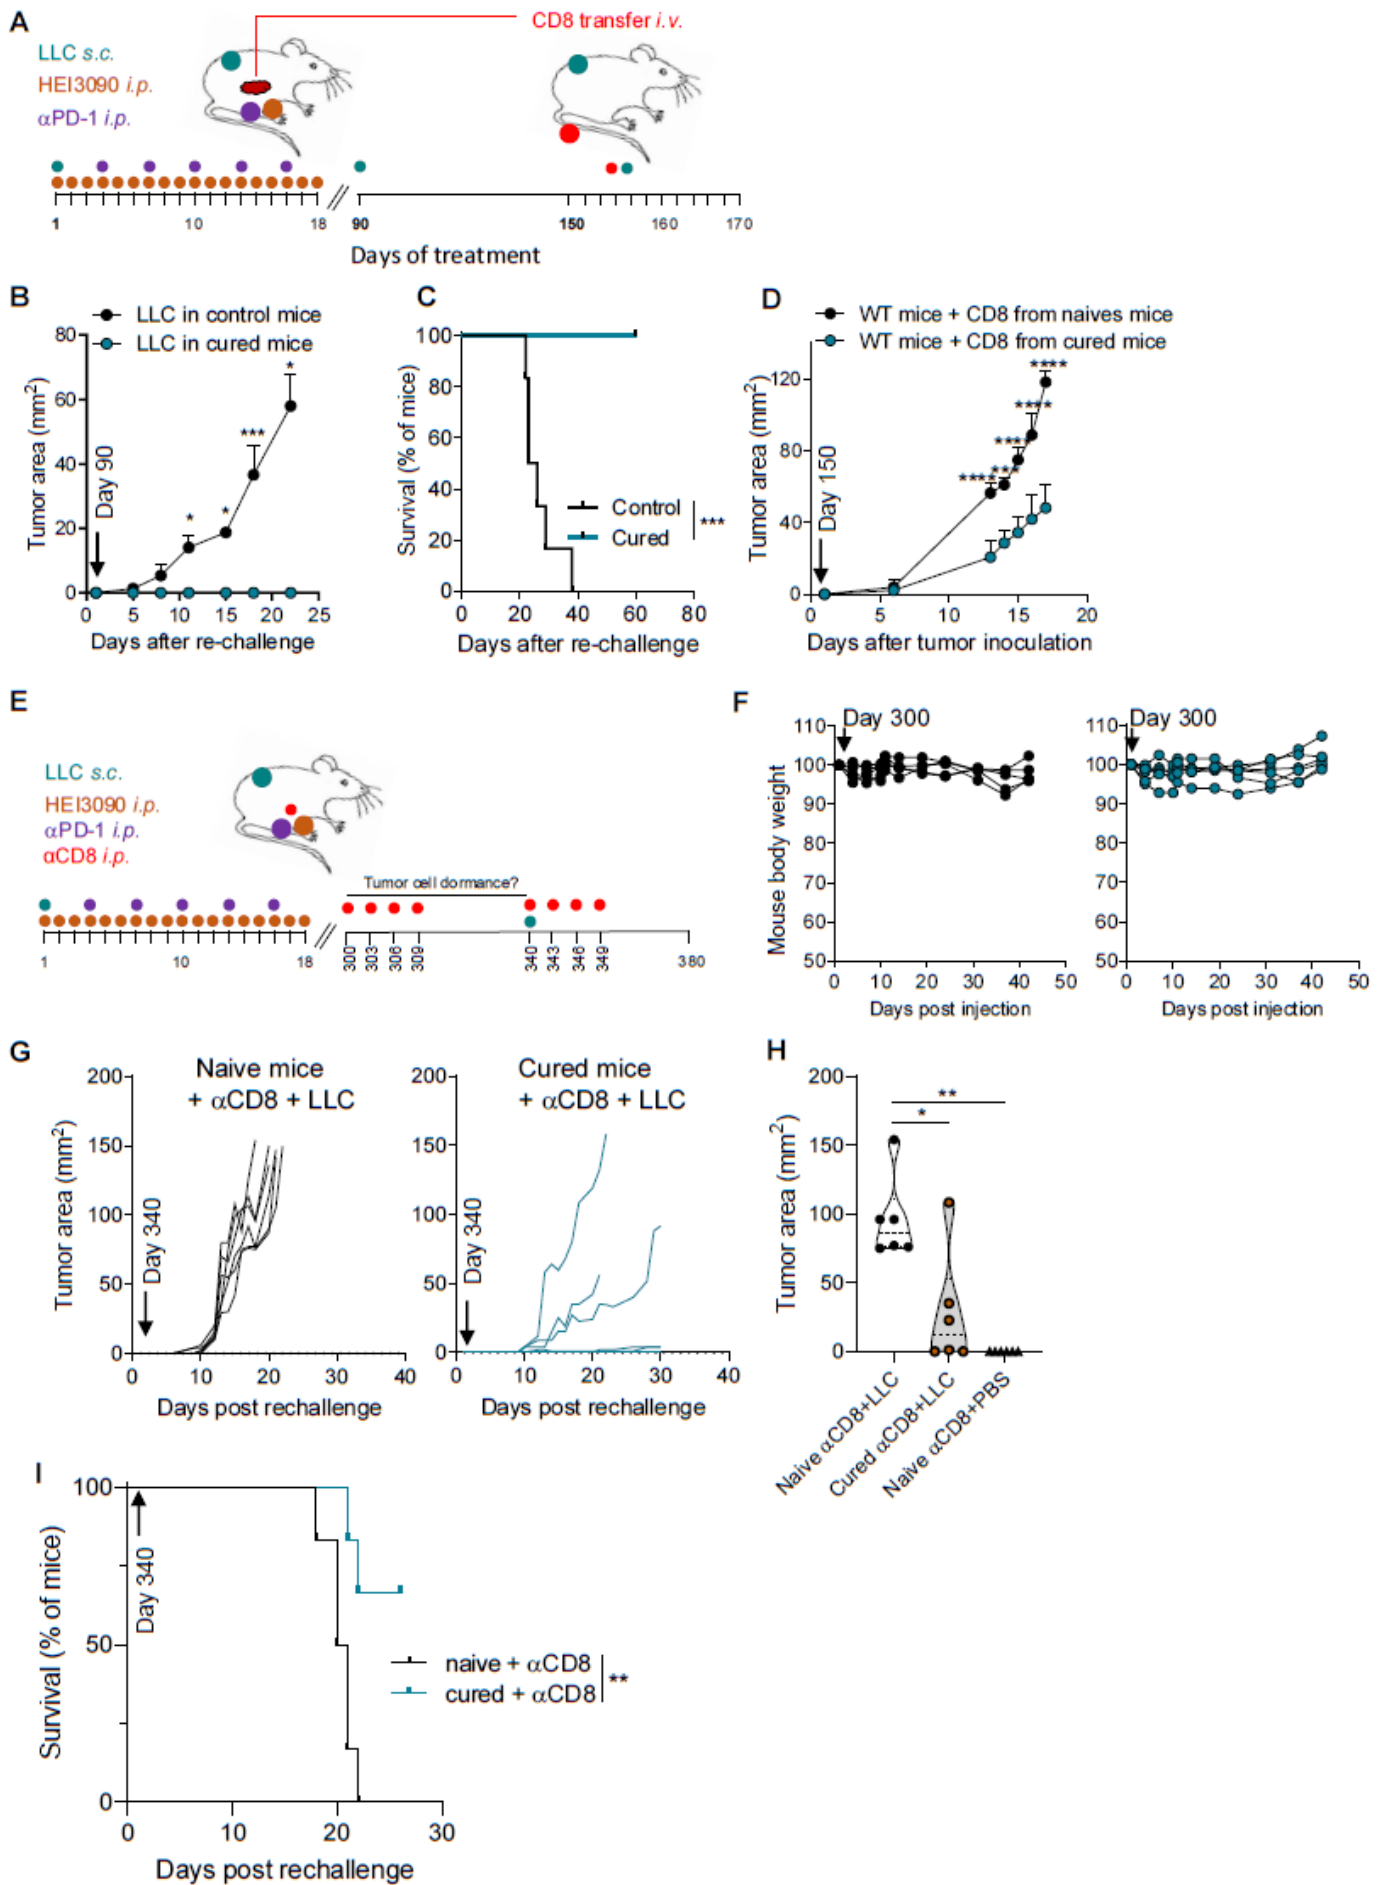 A
CD8 transfer i.v.
LLC s.c.
HEI3090 i.p.
αPD-1 i.p.
1 10 18 90 150 160 170
Days of treatment
B
LLC in control mice
LLC in cured mice
Tumor area (mm2)
80
60
40
20
0
Day 90
* * *** *
0 5 10 15 20 25
Days after re-challenge
C
Survival (% of mice)
100
80
60
40
20
0
Control
Cured
***
0 20 40 60 80
Days after re-challenge
D
WT mice + CD8 from naives mice
WT mice + CD8 from cured mice
Tumor area (mm2)
120
80
40
0
Day 150
**** *** **** **** ****
0 5 10 15 20
Days after tumor inoculation
E
LLC s.c.
HEI3090 i.p.
αPD-1 i.p.
αCD8 i.p.
Tumor cell dormance?
1 10 18 300 303 306 309 340 343 346 349 380
F
Mouse body weight
110
100
90
80
70
60
50
Day 300
0 10 20 30 40 50
Days post injection
110
100
90
80
70
60
50
Day 300
0 10 20 30 40 50
Days post injection
G
Naive mice
+ αCD8 + LLC
Tumor area (mm2)
200
150
100
50
0
Day 340
0 10 20 30 40
Days post rechallenge
Cured mice
+ αCD8 + LLC
200
150
100
50
0
Day 340
0 10 20 30 40
Days post rechallenge
H
Tumor area (mm2)
200
150
100
50
0
**
*
Naive αCD8+LLC
Cured αCD8+LLC
Naive αCD8+PBS
I
Survival (% of mice)
100
50
0
Day 340
naive + αCD8
cured + αCD8
**
0 10 20 30
Days post rechallenge